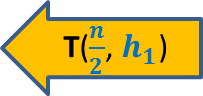 T(n/2, h₁)